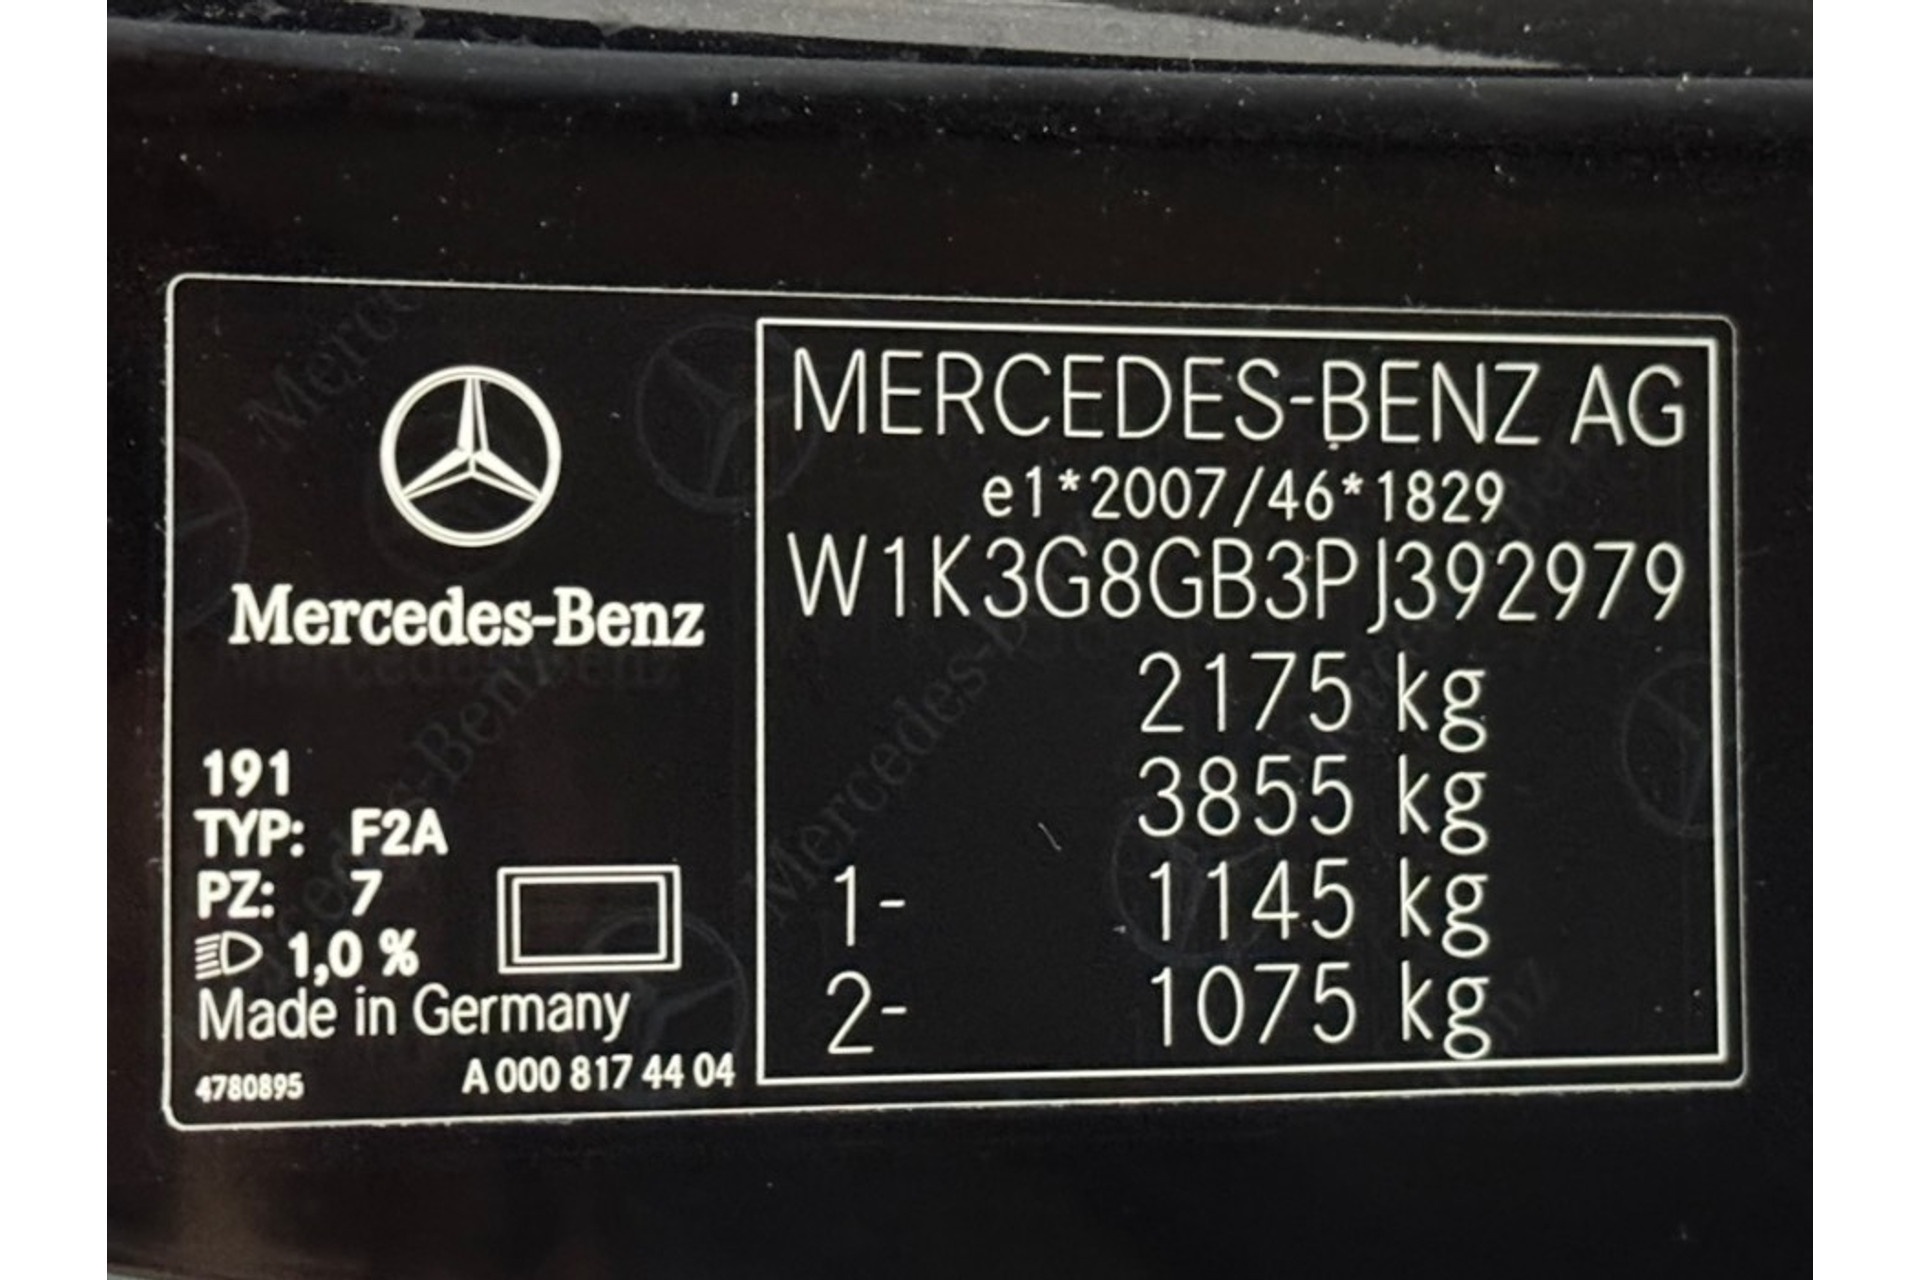 Mercedes-Benz
191
TYP: F2A
PZ: 7
1,0 %
Made in Germany
4780895 A 000 817 44 04
MERCEDES-BENZ AG
e1*2007/46*1829
W1K3G8GB3PJ392979
2175 kg
3855 kg
1- 1145 kg
2- 1075 kg